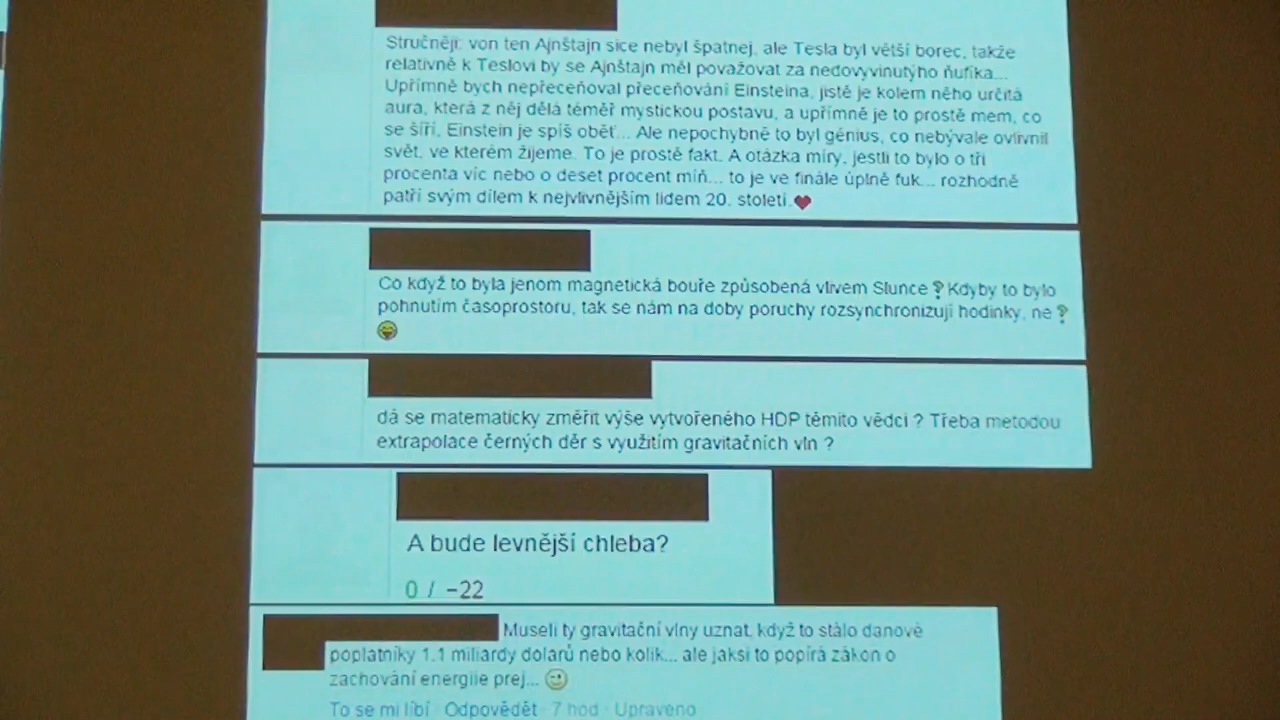 Stručněji: von ten Ajnštajn sice nebyl špatnej, ale Tesla byl větší borec, takže
relativně k Teslovi by se Ajnštajn měl považovat za nedovyvinutýho ňufíka...
Upřímně bych nepřeceňoval přeceňování Einsteina, jistě je kolem něho určitá
aura, která z něj dělá téměř mystickou postavu, a upřímně je to prostě mem, co
se šíří, Einstein je spíš oběť... Ale nepochybně to byl génius, co nebývale ovlivnil
svět, ve kterém žijeme. To je prostě fakt. A otázka míry, jestli to bylo o tři
procenta víc nebo o deset procent míň... to je ve finále úplně fuk... rozhodně
patří svým dílem k nejvlivnějším lidem 20. století.
Co když to byla jenom magnetická bouře způsobená vlivem Slunce ? Kdyby to bylo
pohnutím časoprostoru, tak se nám na doby poruchy rozsynchronizují hodinky, ne ?
dá se matematicky změřit výše vytvořeného HDP těmito vědci ? Třeba metodou
extrapolace černých děr s využitím gravitačních vln ?
A bude levnější chleba?
0 / -22
Museli ty gravitační vlny uznat, když to stálo daňové
poplatníky 1.1 miliardy dolarů nebo kolik... ale jaksi to popírá zákon o
zachování energiie prej...
To se mi líbí · Odpovědět · 7 hod · Upraveno